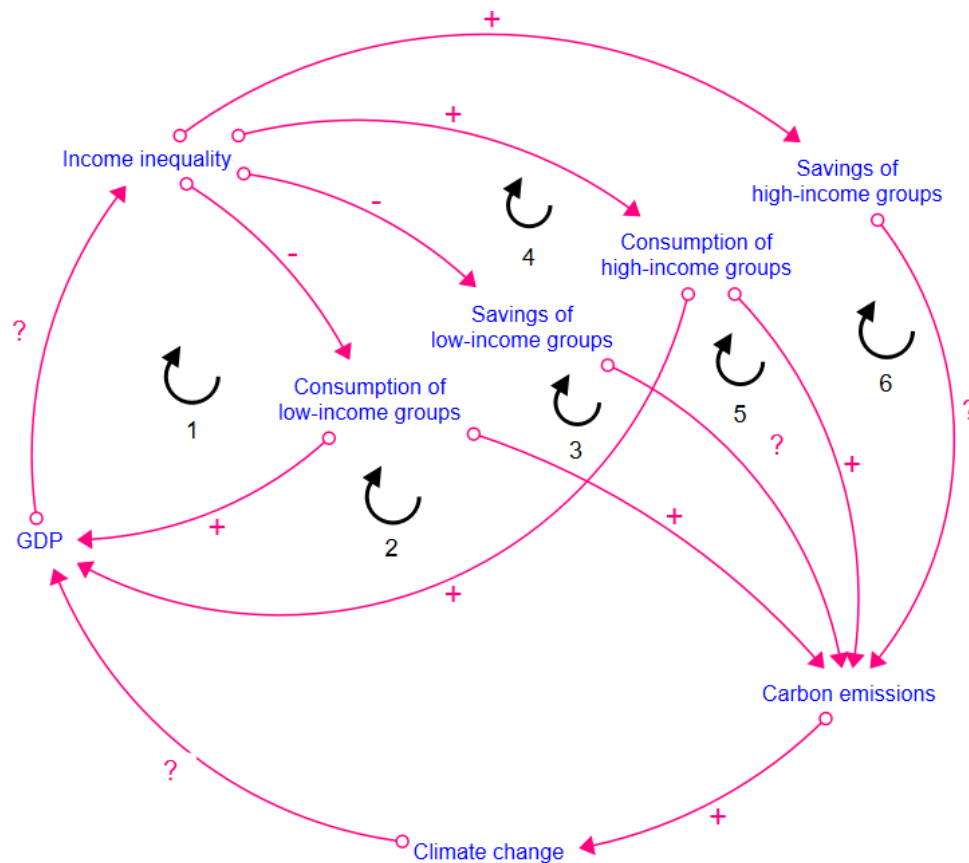 +
+
Income inequality
Savings of
high-income groups
-
4
Consumption of
high-income groups
-
Savings of
low-income groups
?
1
Consumption of
low-income groups
3
5
6
?
?
+
+
GDP
2
+
+
Carbon emissions
?
+
Climate change